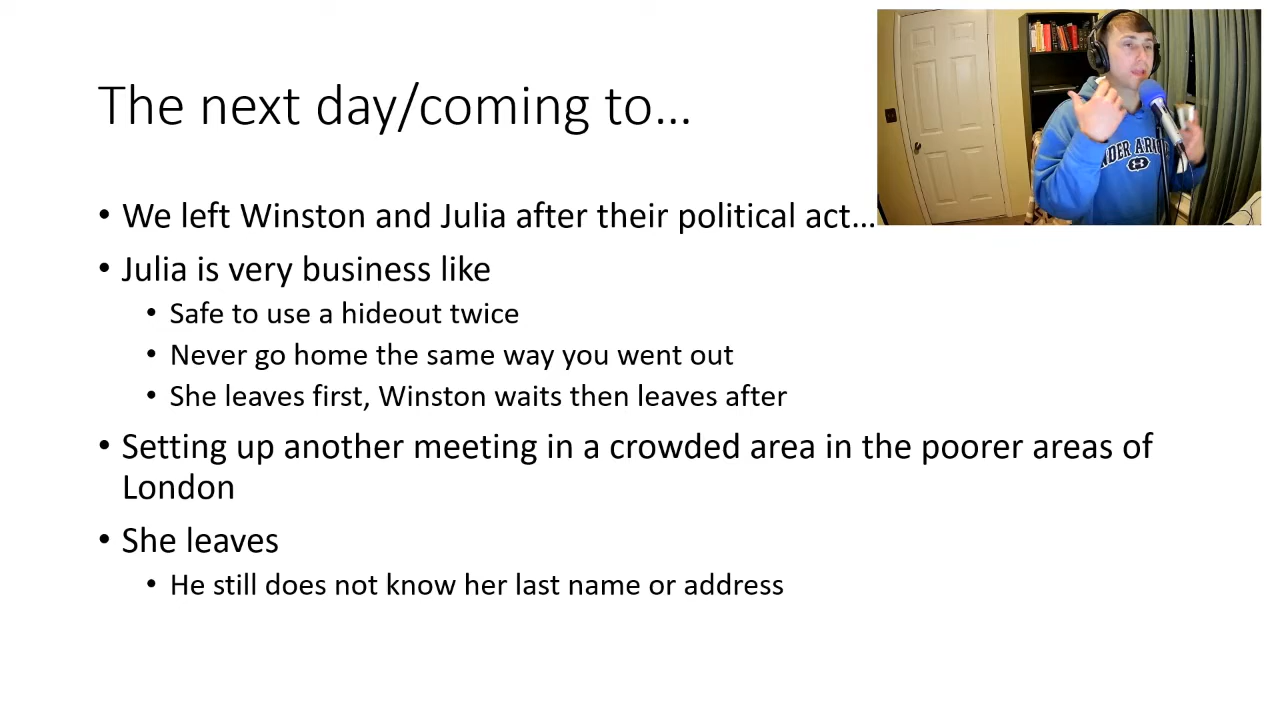 The next day/coming to…
• We left Winston and Julia after their political act…
• Julia is very business like
• Safe to use a hideout twice
• Never go home the same way you went out
• She leaves first, Winston waits then leaves after
• Setting up another meeting in a crowded area in the poorer areas of
London
• She leaves
• He still does not know her last name or address